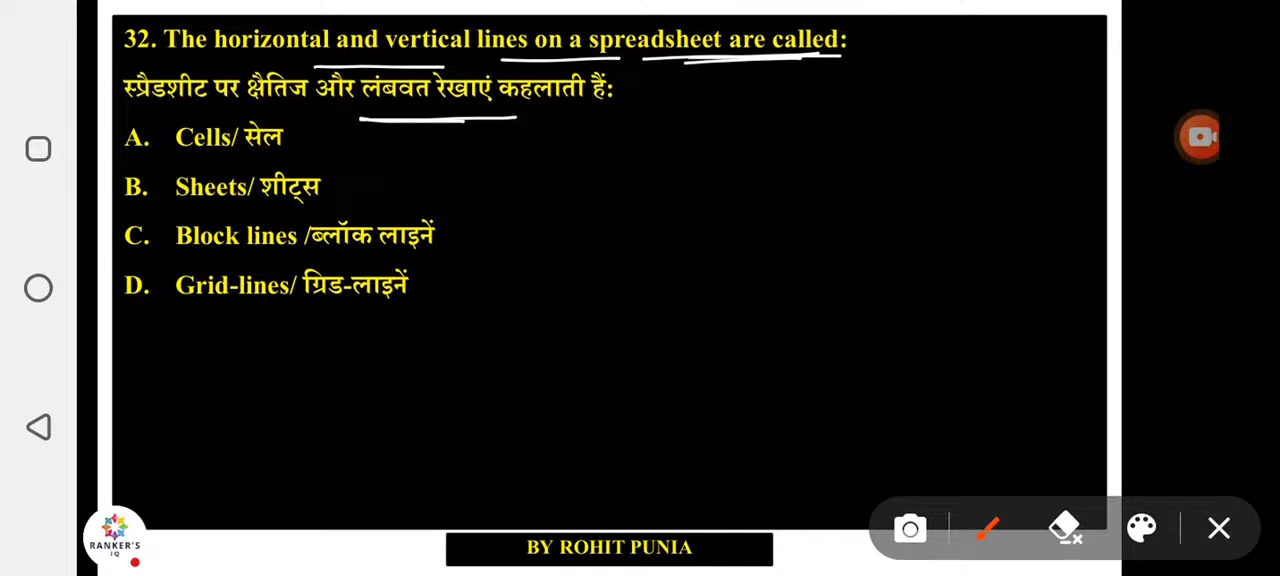 32. The horizontal and vertical lines on a spreadsheet are called:
स्प्रैडशीट पर क्षैतिज और लंबवत रेखाएं कहलाती हैं:
A. Cells/ सेल
B. Sheets/ शीट्स
C. Block lines /ब्लॉक लाइनें
D. Grid-lines/ ग्रिड-लाइनें
RANKER'S
IQ
BY ROHIT PUNIA